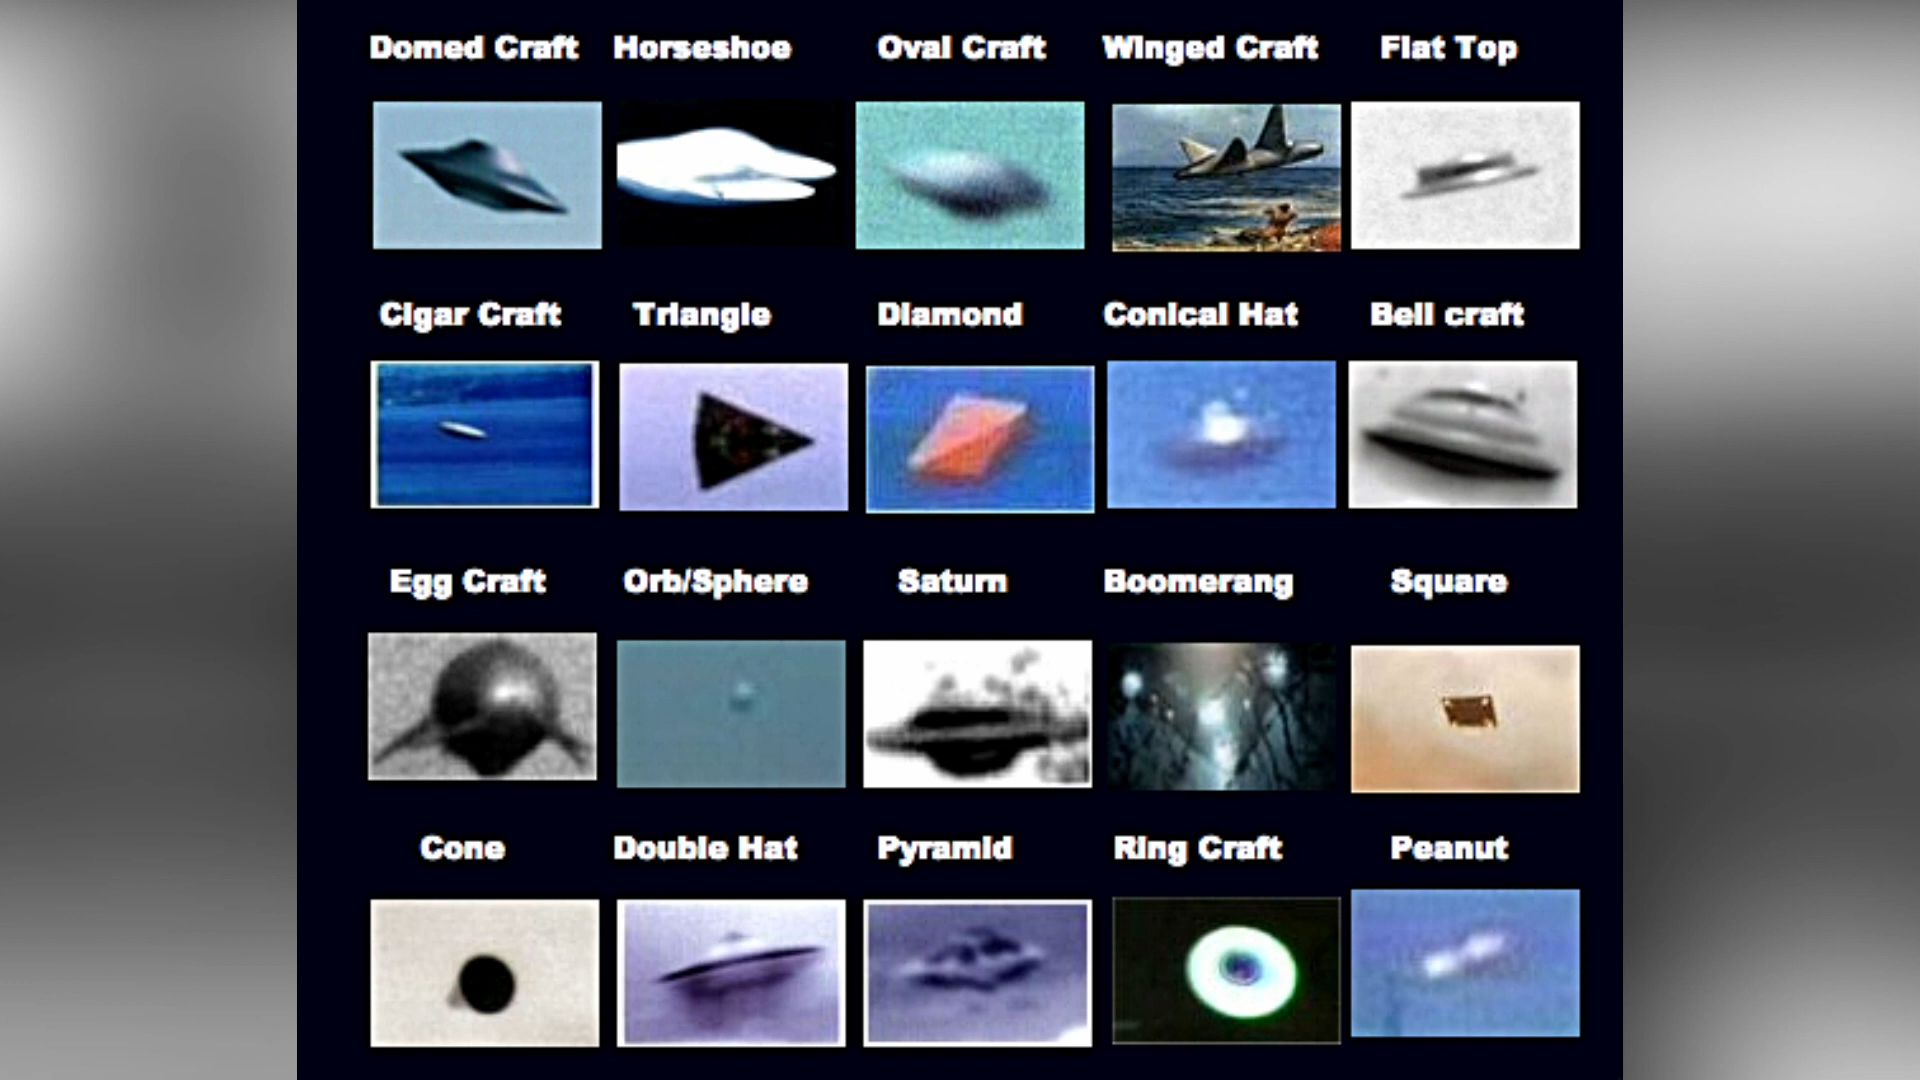 Domed Craft Horseshoe Oval Craft Winged Craft Flat Top
Cigar Craft Triangle Diamond Conical Hat Bell craft
Egg Craft Orb/Sphere Saturn Boomerang Square
Cone Double Hat Pyramid Ring Craft Peanut